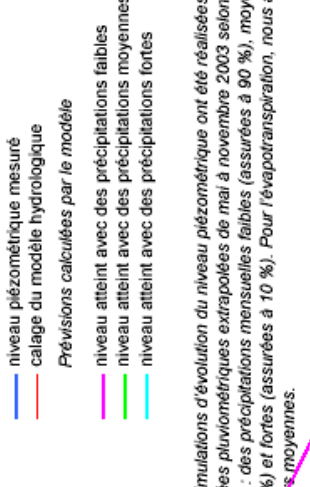 niveau piézométrique mesuré
calage du modèle hydrologique
Prévisions calculées par le modèle
niveau atteint avec des précipitations faibles
niveau atteint avec des précipitations moyennes
niveau atteint avec des précipitations fortes
mulations d'évolution du niveau piézométrique ont été réalisées
es pluviométriques extrapolées de mai à novembre 2003 selon
: des précipitations mensuelles faibles (assurées à 90 %), moy
%) et fortes (assurées à 10 %). Pour l'évapotranspiration, nous a
s moyennes.